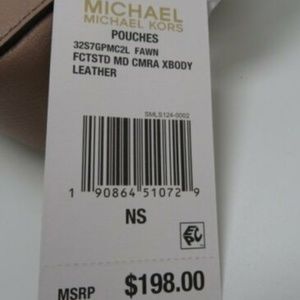 MICHAEL
MICHAEL KORS
POUCHES
32S7GPMC2L FAWN
FCTSTD MD CMRA XBODY
LEATHER
SMLS124-0002
1 90864 51072 9
NS
EPC
MSRP $198.00